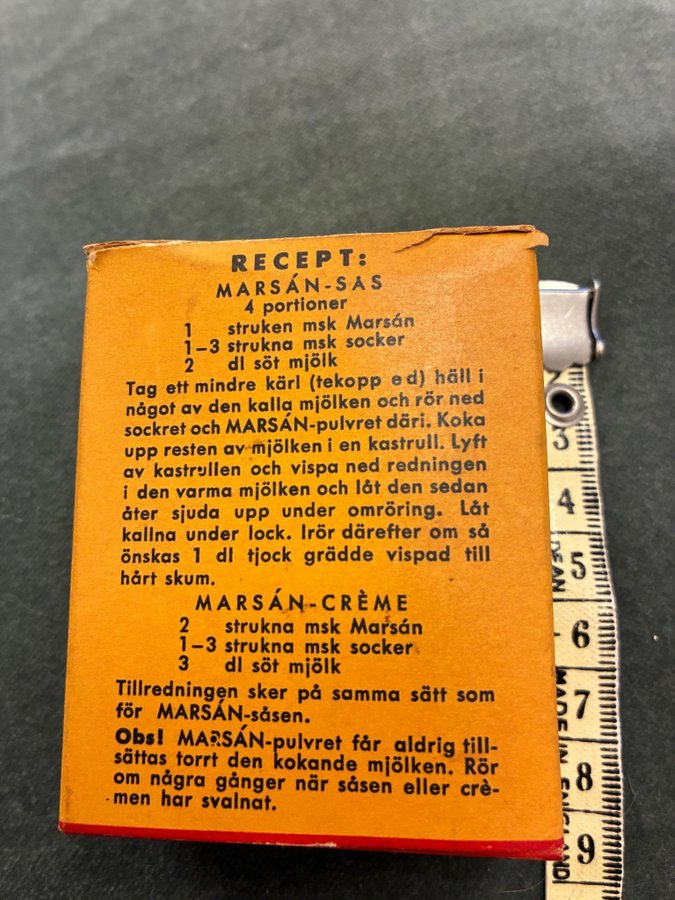 RECEPT:
MARSÁN-SAS
4 portioner
1 struken msk Marsán
1–3 strukna msk socker
2 dl söt mjölk
Tag ett mindre kärl (tekopp e d) häll i
något av den kalla mjölken och rör ned
sockret och MARSÁN-pulvret däri. Koka
upp resten av mjölken i en kastrull. Lyft
av kastrullen och vispa ned redningen
i den varma mjölken och låt den sedan
åter sjuda upp under omröring. Låt
kallna under lock. Irör därefter om så
önskas 1 dl tjock grädde vispad till
hårt skum.
MARSÁN-CRÈME
2 strukna msk Marsán
1–3 strukna msk socker
3 dl söt mjölk
Tillredningen sker på samma sätt som
för MARSÁN-såsen.
Obs! MARSÁN-pulvret får aldrig till-
sättas torrt den kokande mjölken. Rör
om några gånger när såsen eller crè-
men har svalnat.
3
4
5
6
7
8
9
DEAN
MADE IN ENGLAND